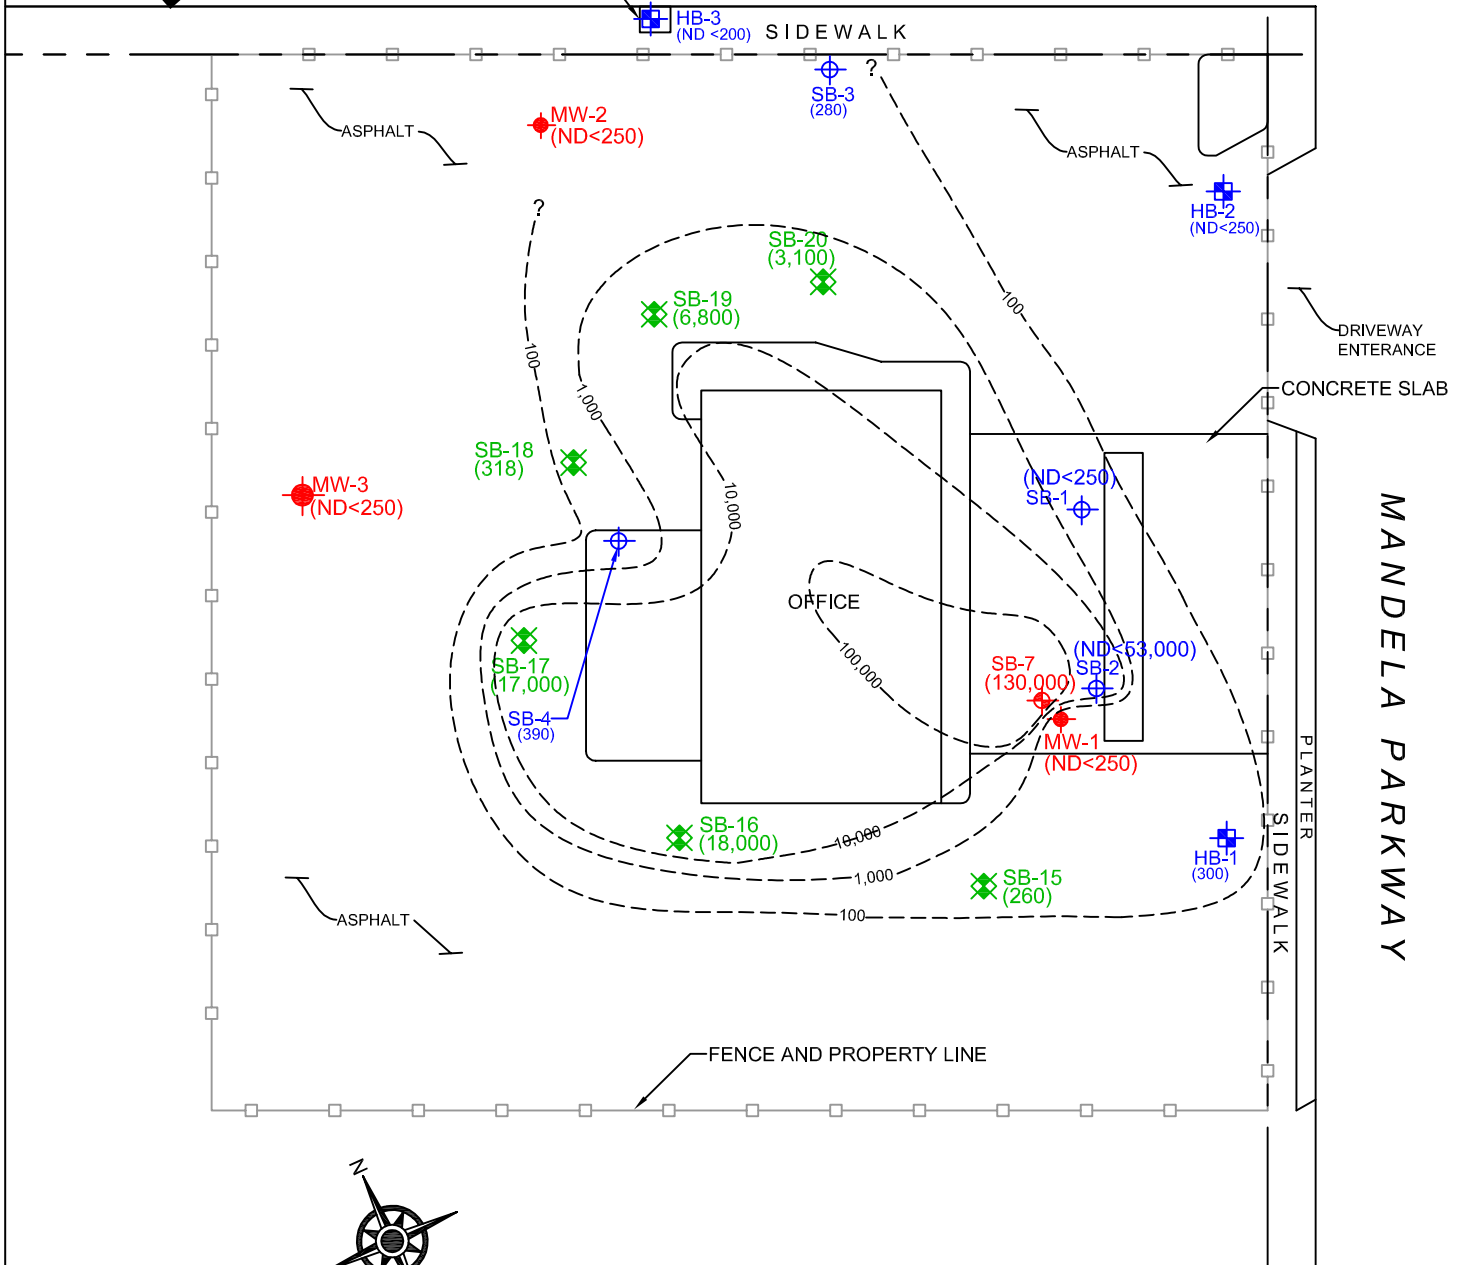 HB-3
(ND <200)
SIDEWALK
?
SB-3
(280)
MW-2
(ND<250)
ASPHALT
ASPHALT
HB-2
(ND<250)
?
SB-20
(3,100)
SB-19
(6,800)
100
DRIVEWAY
ENTERANCE
100
1,000
CONCRETE SLAB
SB-18
(318)
MW-3
(ND<250)
10,000
(ND<250)
SB-1
MANDELA PARKWAY
OFFICE
100,000
(ND<53,000)
SB-2
SB-7
(130,000)
SB-17
(17,000)
SB-4
(390)
MW-1
(ND<250)
PLANTER
SIDEWALK
SB-16
(18,000)
10,000
HB-1
(300)
1,000
SB-15
(260)
100
ASPHALT
FENCE AND PROPERTY LINE
N